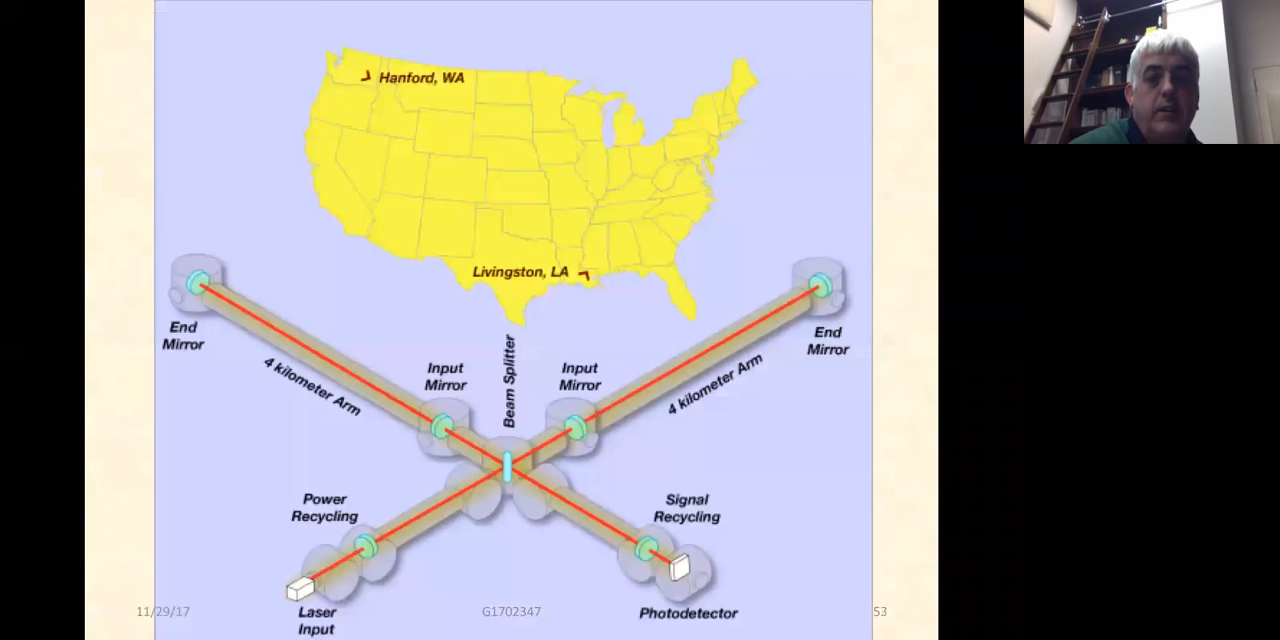 Hanford, WA
Livingston, LA
End
Mirror
4 kilometer Arm
Input
Mirror
Beam Splitter
Input
Mirror
4 kilometer Arm
End
Mirror
Power
Recycling
Signal
Recycling
Laser
Input
Photodetector
11/29/17
G1702347
53